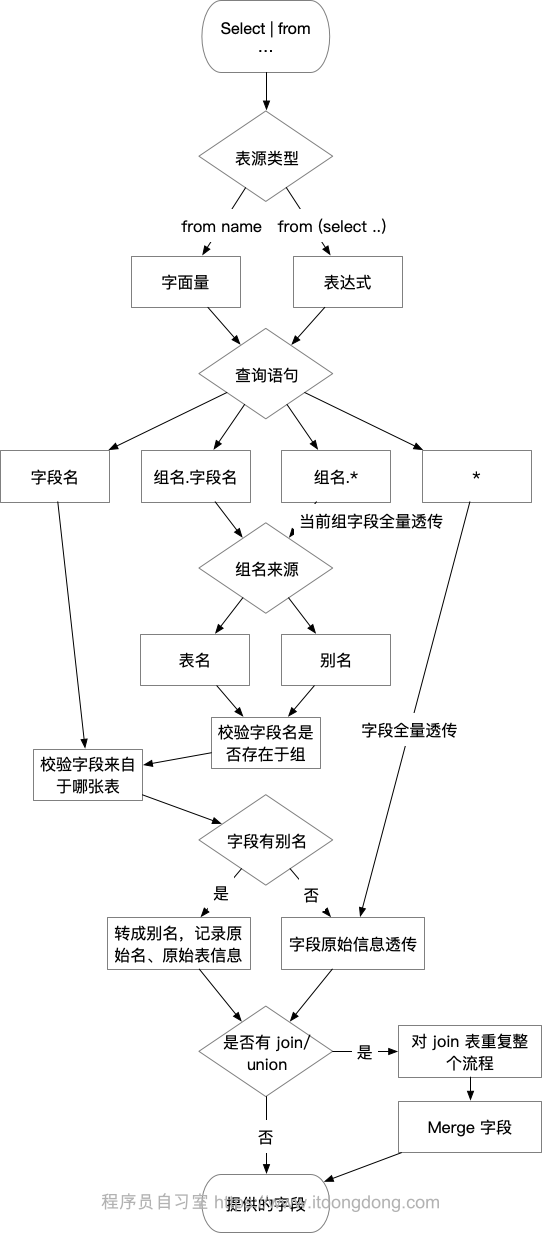 Select | from
...
表源类型
from name
from (select ..)
字面量
表达式
查询语句
字段名
组名.字段名
组名.*
*
当前组字段全量透传
组名来源
表名
别名
校验字段名是
否存在于组
字段全量透传
校验字段来自
于哪张表
字段有别名
是
否
转成别名，记录原
始名、原始表信息
字段原始信息透传
是否有 join/
union
是
对 join 表重复整
个流程
Merge 字段
否
提供的字段
程序员自习室 https://www.itdongdong.com